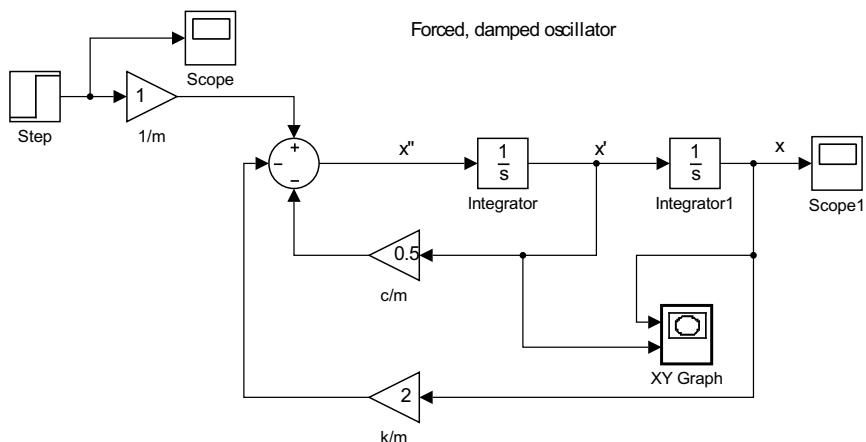 Forced, damped oscillator
Scope
Step
1
1/m
+
−
−
x"
1
s
Integrator
x'
1
s
Integrator1
x
Scope1
0.5
c/m
XY Graph
2
k/m